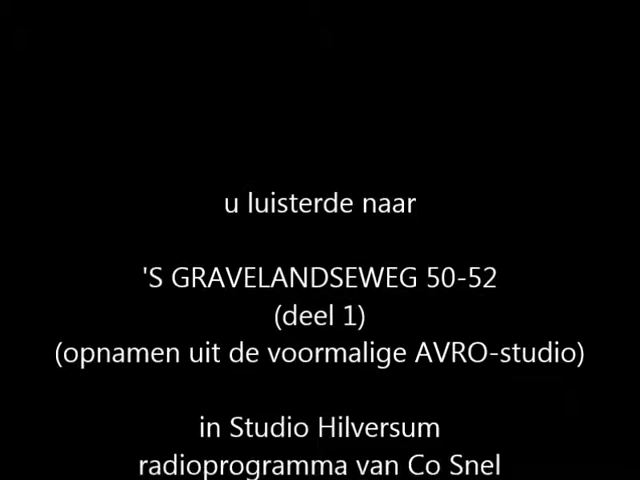 u luisterde naar
'S GRAVELANDSEWEG 50-52
(deel 1)
(opnamen uit de voormalige AVRO-studio)
in Studio Hilversum
radioprogramma van Co Snel